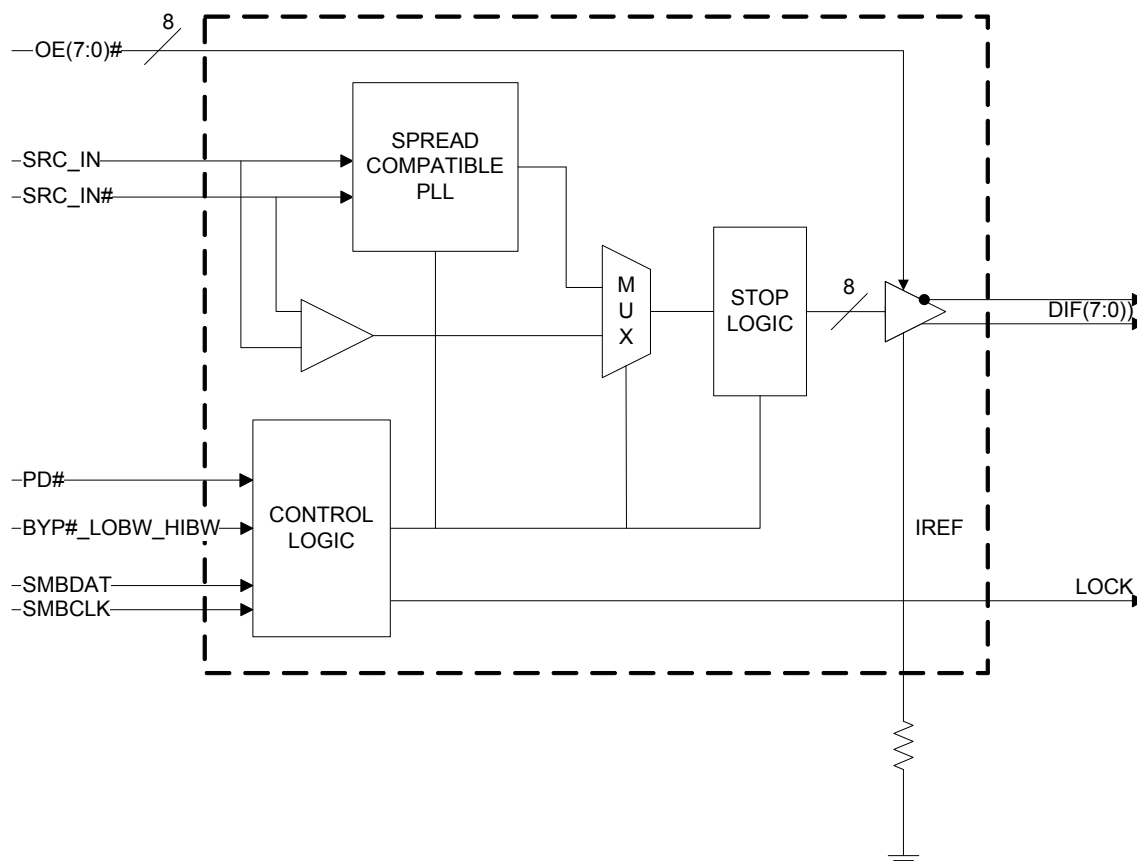 8
OE(7:0)#
SRC_IN
SRC_IN#
SPREAD
COMPATIBLE
PLL
M
U
X
STOP
LOGIC
8
DIF(7:0))
PD#
BYP#_LOBW_HIBW
SMBDAT
SMBCLK
CONTROL
LOGIC
IREF
LOCK